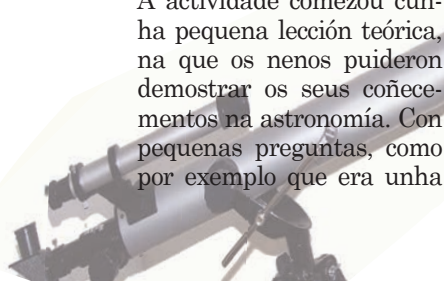 A actividade comezou cun-
ha pequena lección teórica,
na que os nenos puideron
demostrar os seus coñece-
mentos na astronomía. Con
pequenas preguntas, como
por exemplo que era unha